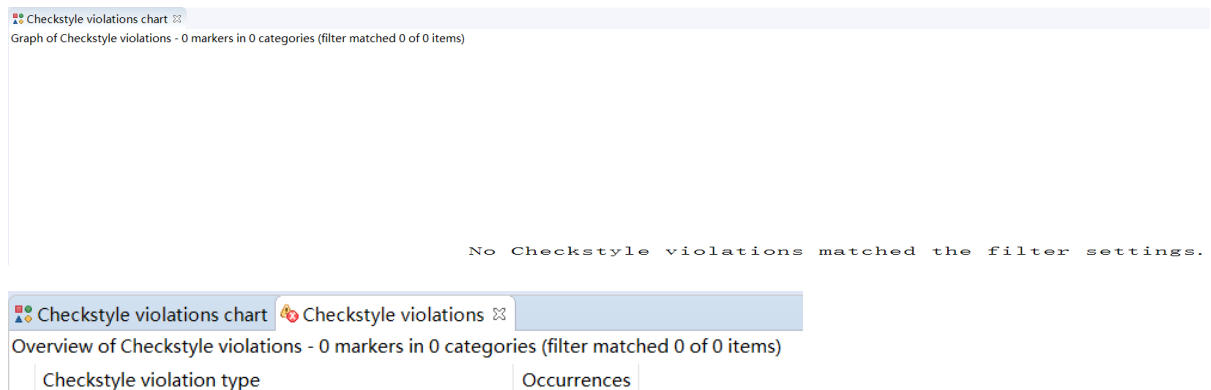 Checkstyle violations chart
Graph of Checkstyle violations - 0 markers in 0 categories (filter matched 0 of 0 items)
No Checkstyle violations matched the filter settings.
Checkstyle violations chart Checkstyle violations
Overview of Checkstyle violations - 0 markers in 0 categories (filter matched 0 of 0 items)
Checkstyle violation type Occurrences